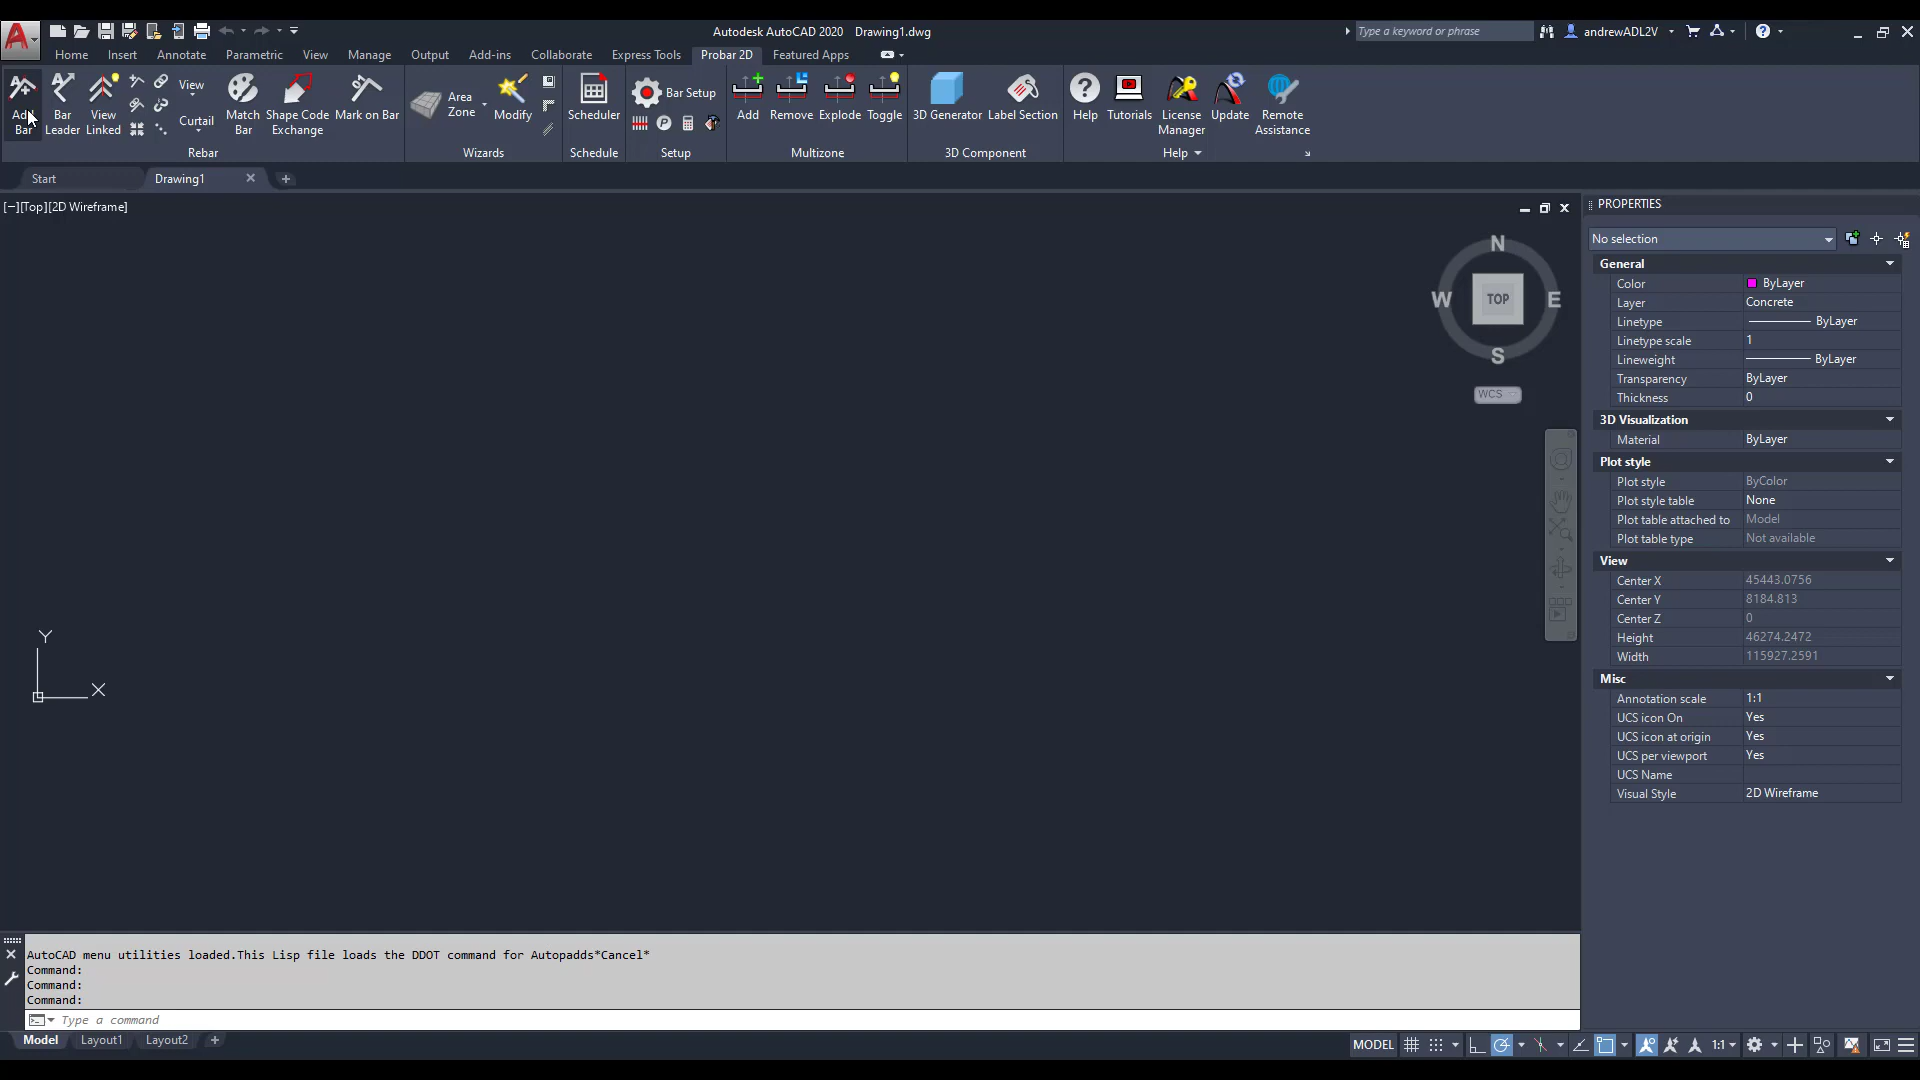 Autodesk AutoCAD 2020 Drawing1.dwg
Type a keyword or phrase
andrewADL2V
Home Insert Annotate Parametric View Manage Output Add-ins Collaborate Express Tools Probar 2D Featured Apps
Add Bar
Bar Leader
View Linked
View
Curtail
Match Bar
Shape Code Exchange
Mark on Bar
Rebar
Area Zone
Modify
Wizards
Scheduler
Schedule
Bar Setup
Setup
Add
Remove
Explode
Toggle
Multizone
3D Generator
Label Section
3D Component
Help
Tutorials
License Manager
Update
Remote Assistance
Help
Start Drawing1
[−][Top][2D Wireframe]
N
W TOP E
S
WCS
Y
X
PROPERTIES
No selection
General
Color ByLayer
Layer Concrete
Linetype ByLayer
Linetype scale 1
Lineweight ByLayer
Transparency ByLayer
Thickness 0
3D Visualization
Material ByLayer
Plot style
Plot style ByColor
Plot style table None
Plot table attached to Model
Plot table type Not available
View
Center X 45443.0756
Center Y 8184.813
Center Z 0
Height 46274.2472
Width 115927.2591
Misc
Annotation scale 1:1
UCS icon On Yes
UCS icon at origin Yes
UCS per viewport Yes
UCS Name
Visual Style 2D Wireframe
AutoCAD menu utilities loaded.This Lisp file loads the DDOT command for Autopadds*Cancel*
Command:
Command:
Command:
Type a command
Model Layout1 Layout2
MODEL 1:1